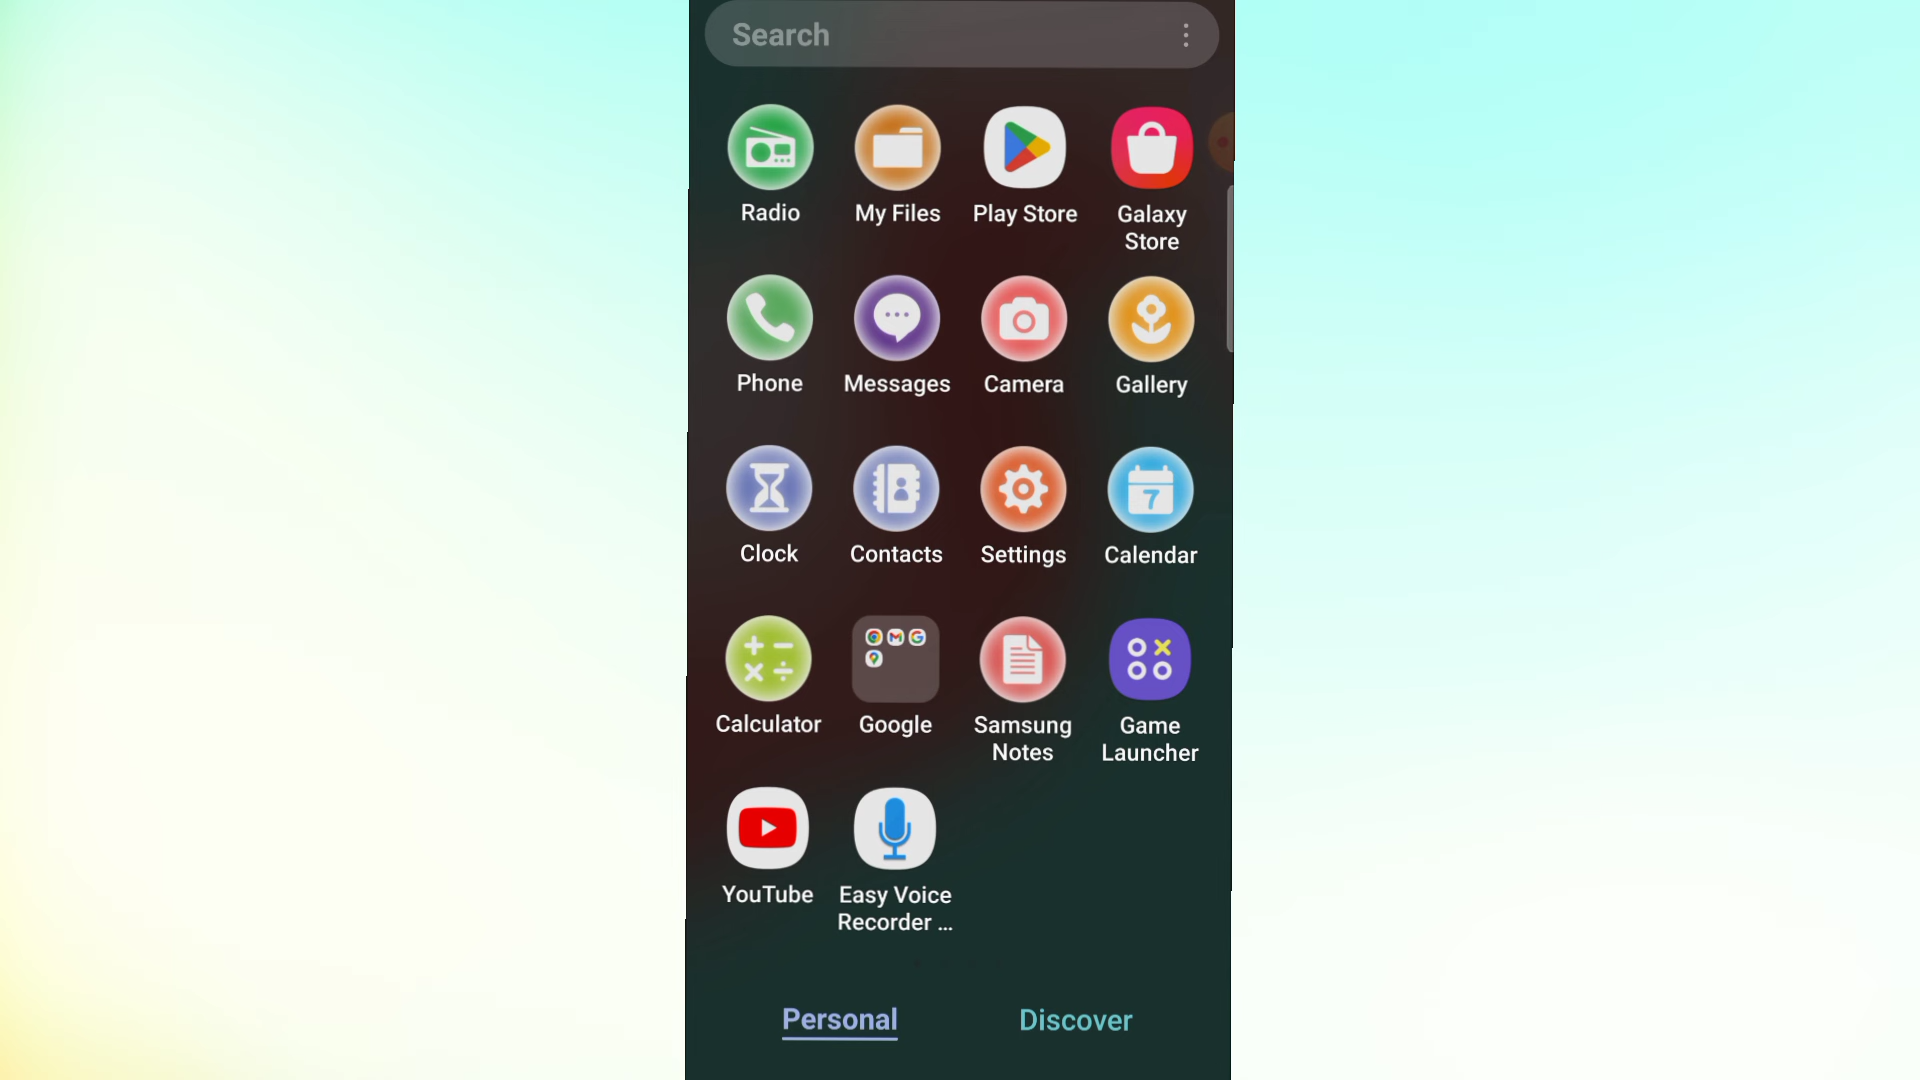 Search
Radio
My Files
Play Store
Galaxy
Store
Phone
Messages
Camera
Gallery
Clock
Contacts
Settings
7
Calendar
Calculator
Google
Samsung
Notes
Game
Launcher
YouTube
Easy Voice
Recorder ...
Personal
Discover